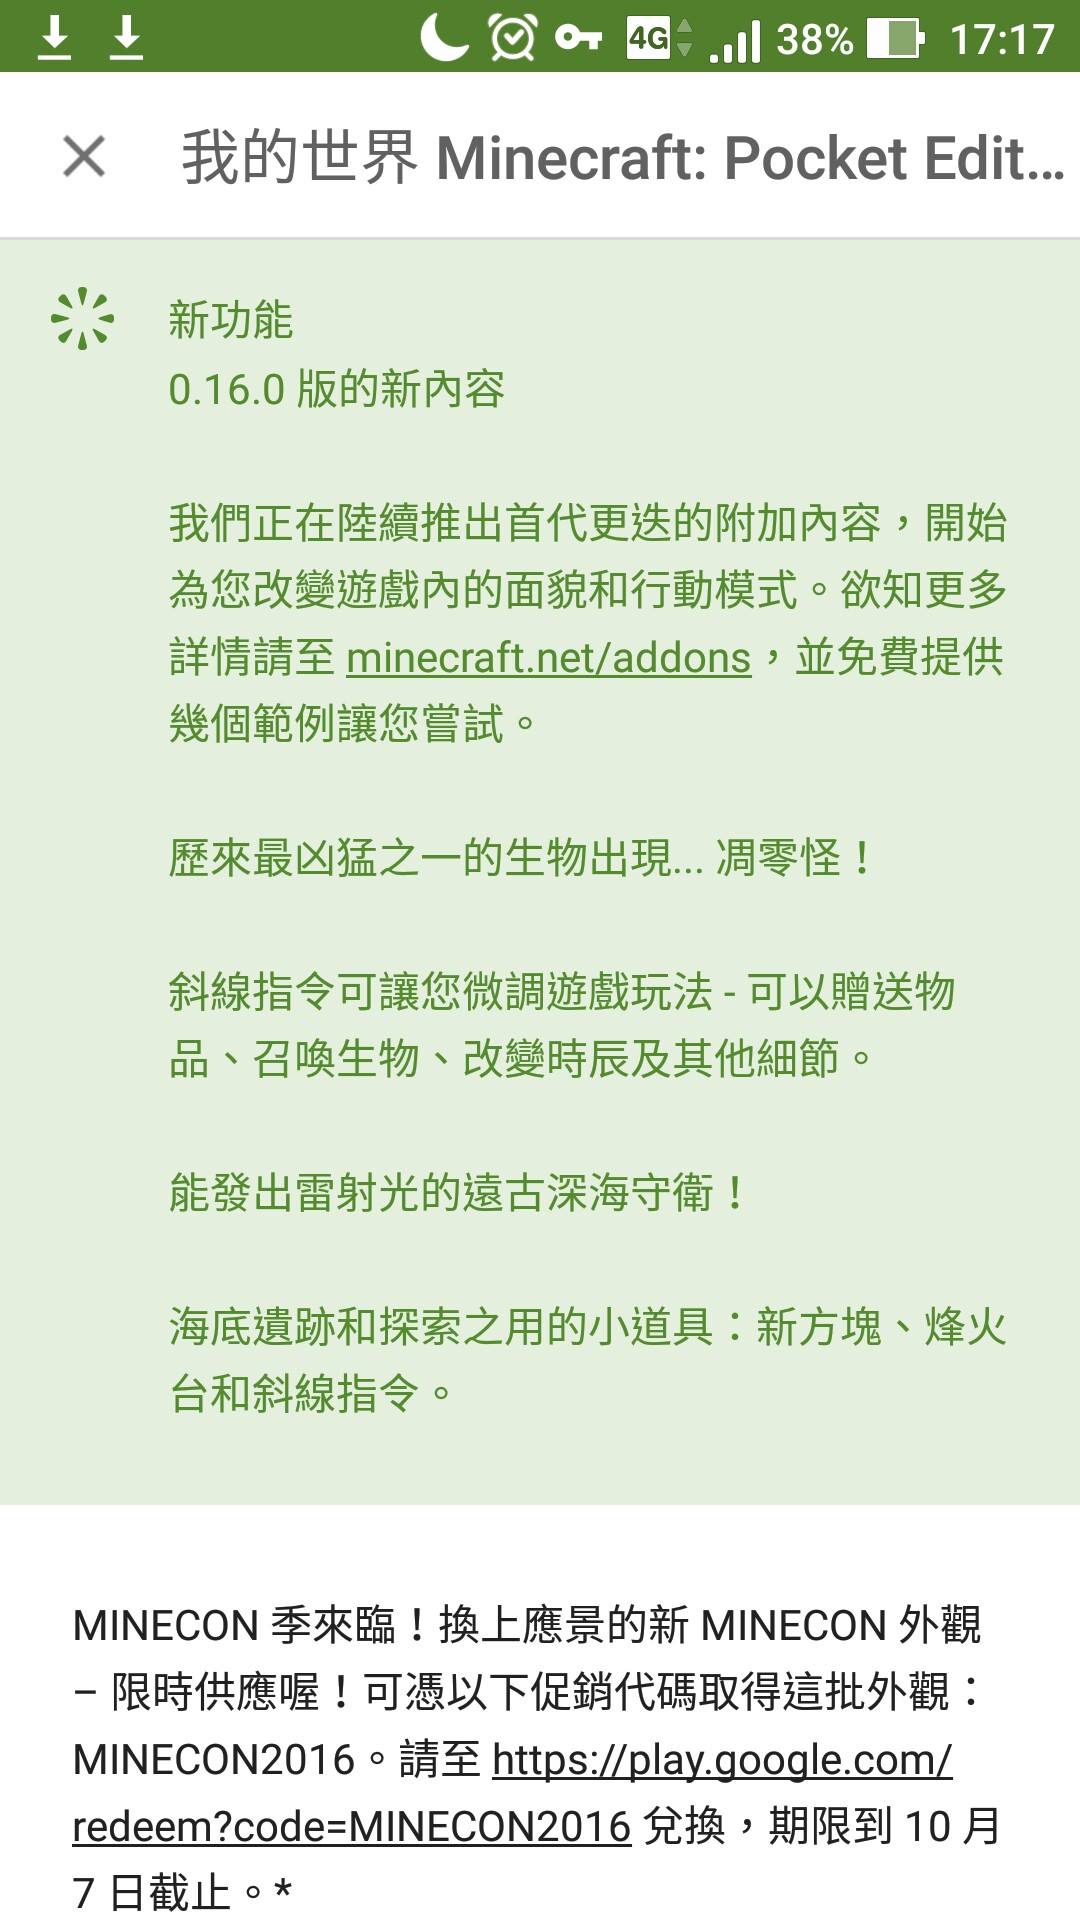 4G 38% 17:17
我的世界 Minecraft: Pocket Edit...
新功能
0.16.0 版的新內容
我們正在陸續推出首代更迭的附加內容，開始
為您改變遊戲內的面貌和行動模式。欲知更多
詳情請至 minecraft.net/addons，並免費提供
幾個範例讓您嘗試。
歷來最凶猛之一的生物出現... 凋零怪！
斜線指令可讓您微調遊戲玩法 - 可以贈送物
品、召喚生物、改變時辰及其他細節。
能發出雷射光的遠古深海守衛！
海底遺跡和探索之用的小道具：新方塊、烽火
台和斜線指令。
MINECON 季來臨！換上應景的新 MINECON 外觀
– 限時供應喔！可憑以下促銷代碼取得這批外觀：
MINECON2016。請至 https://play.google.com/
redeem?code=MINECON2016 兌換，期限到 10 月
7 日截止。*